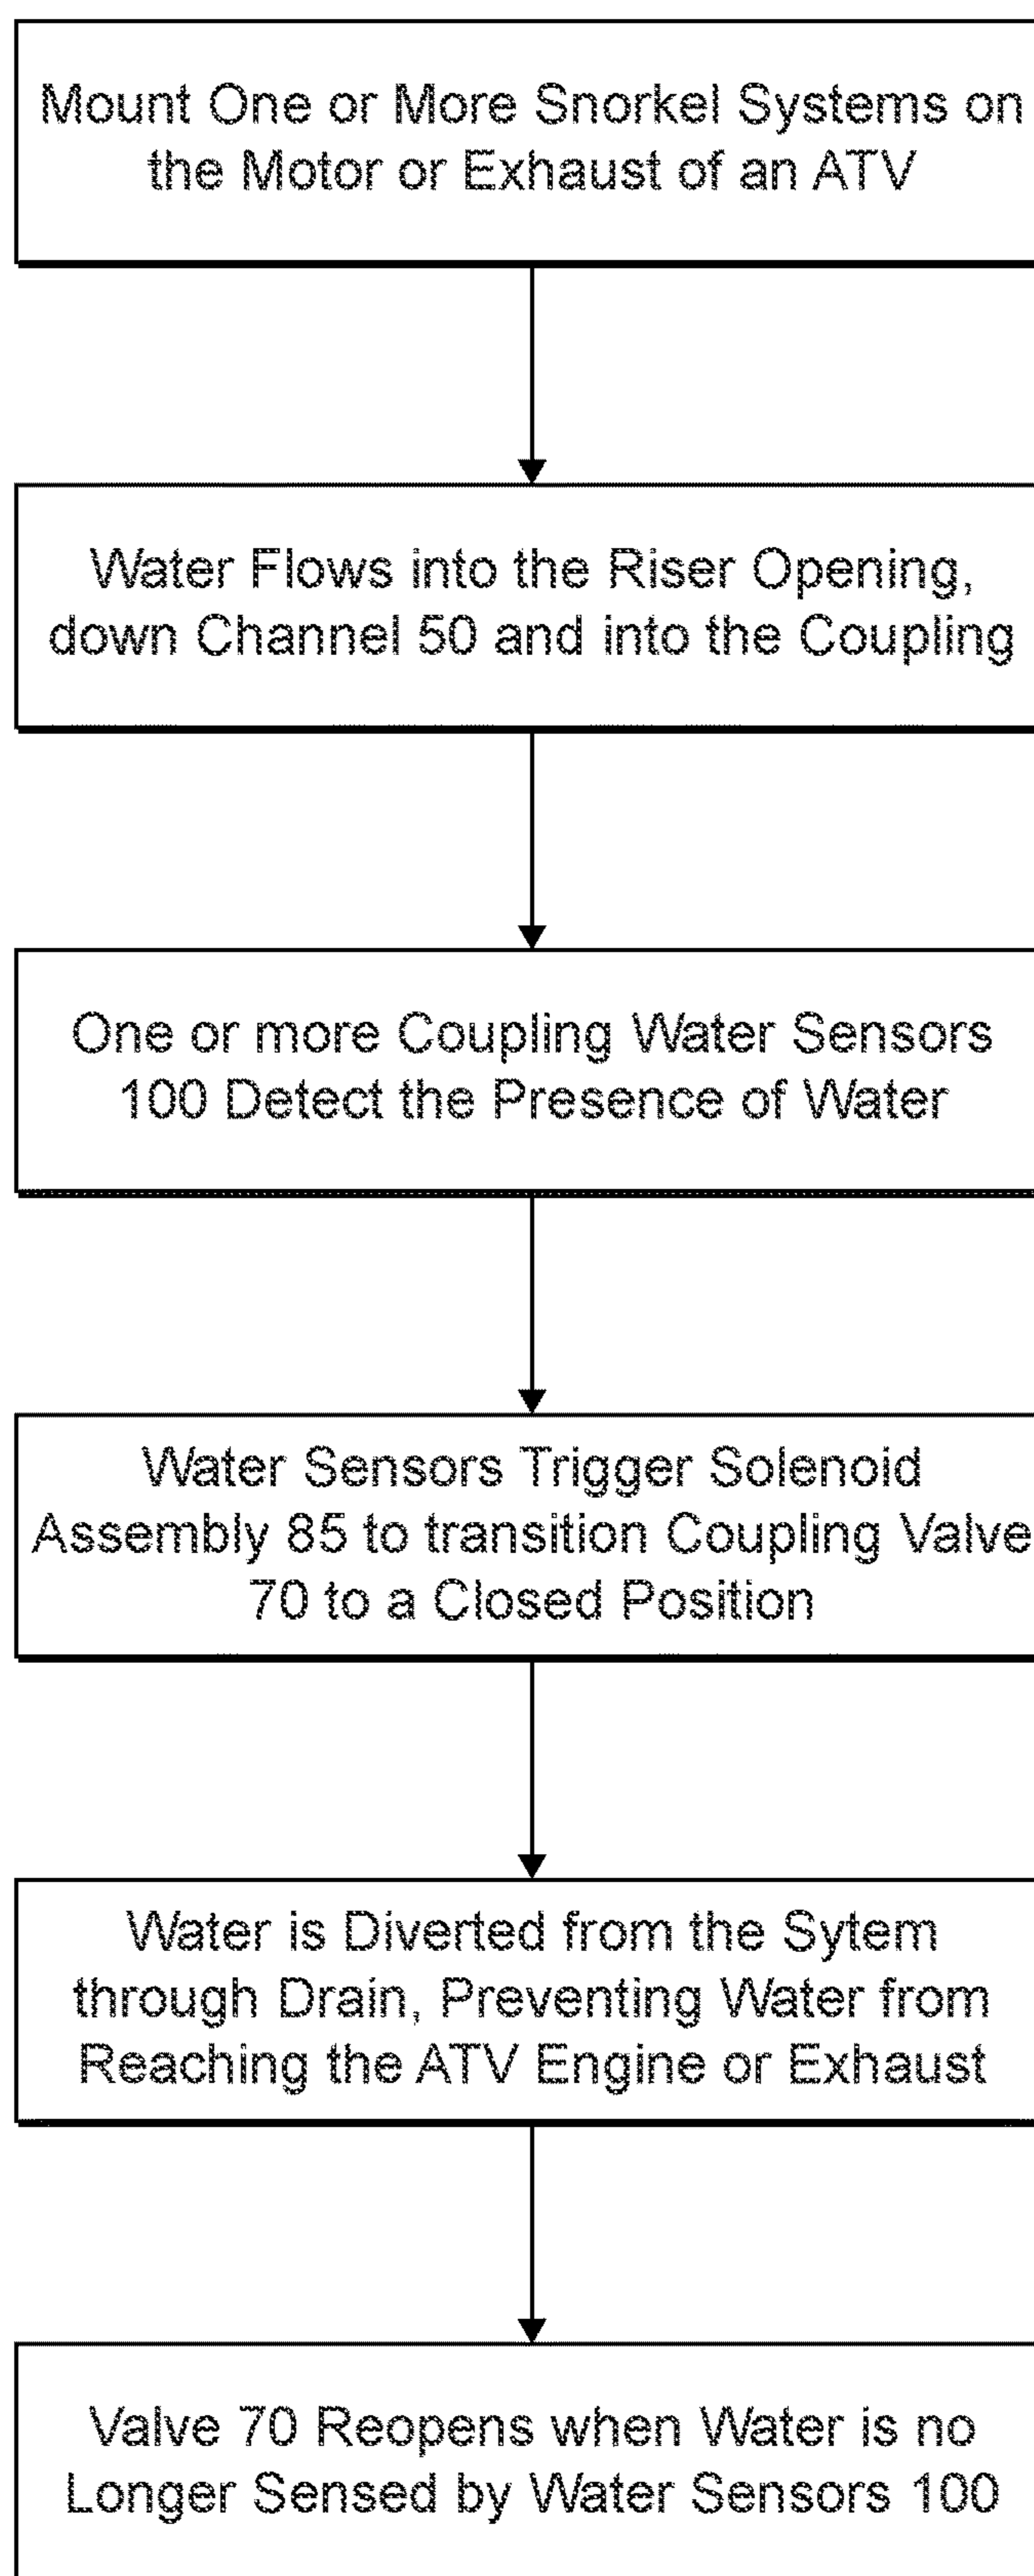 Mount One or More Snorkel Systems on
the Motor or Exhaust of an ATV
Water Flows into the Riser Opening,
down Channel 50 and into the Coupling
One or more Coupling Water Sensors
100 Detect the Presence of Water
Water Sensors Trigger Solenoid
Assembly 85 to transition Coupling Valve
70 to a Closed Position
Water is Diverted from the Sytem
through Drain, Preventing Water from
Reaching the ATV Engine or Exhaust
Valve 70 Reopens when Water is no
Longer Sensed by Water Sensors 100